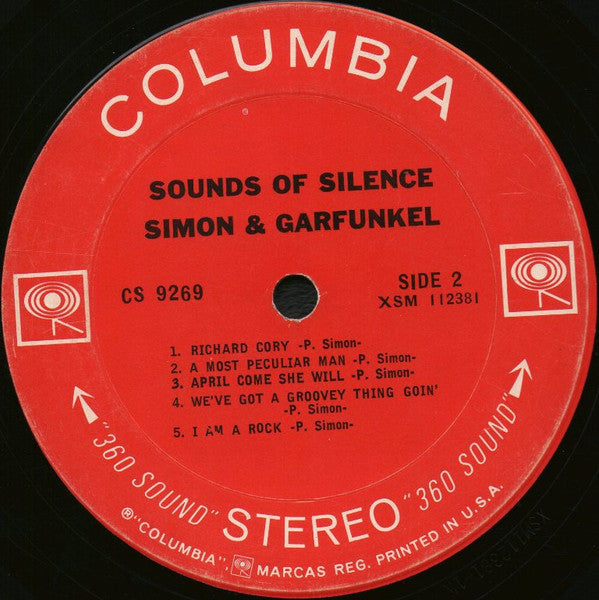 COLUMBIA
SOUNDS OF SILENCE
SIMON & GARFUNKEL
CS 9269
SIDE 2
XSM 112381
1. RICHARD CORY -P. Simon-
2. A MOST PECULIAR MAN -P. Simon-
3. APRIL COME SHE WILL -P. Simon-
4. WE'VE GOT A GROOVEY THING GOIN'
-P. Simon-
5. I AM A ROCK -P. Simon-
"360 SOUND" STEREO "360 SOUND"
®"COLUMBIA", MARCAS REG. PRINTED IN U.S.A.